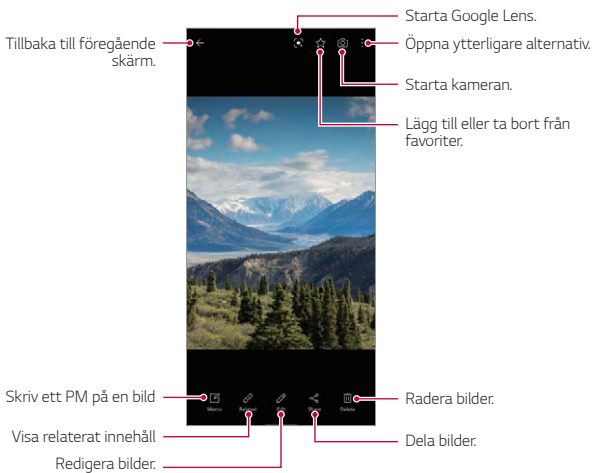 Starta Google Lens.
Tillbaka till föregående
skärm.
Öppna ytterligare alternativ.
Starta kameran.
Lägg till eller ta bort från
favoriter.
Memo Related Edit Share Delete
Skriv ett PM på en bild
Radera bilder.
Visa relaterat innehåll
Dela bilder.
Redigera bilder.